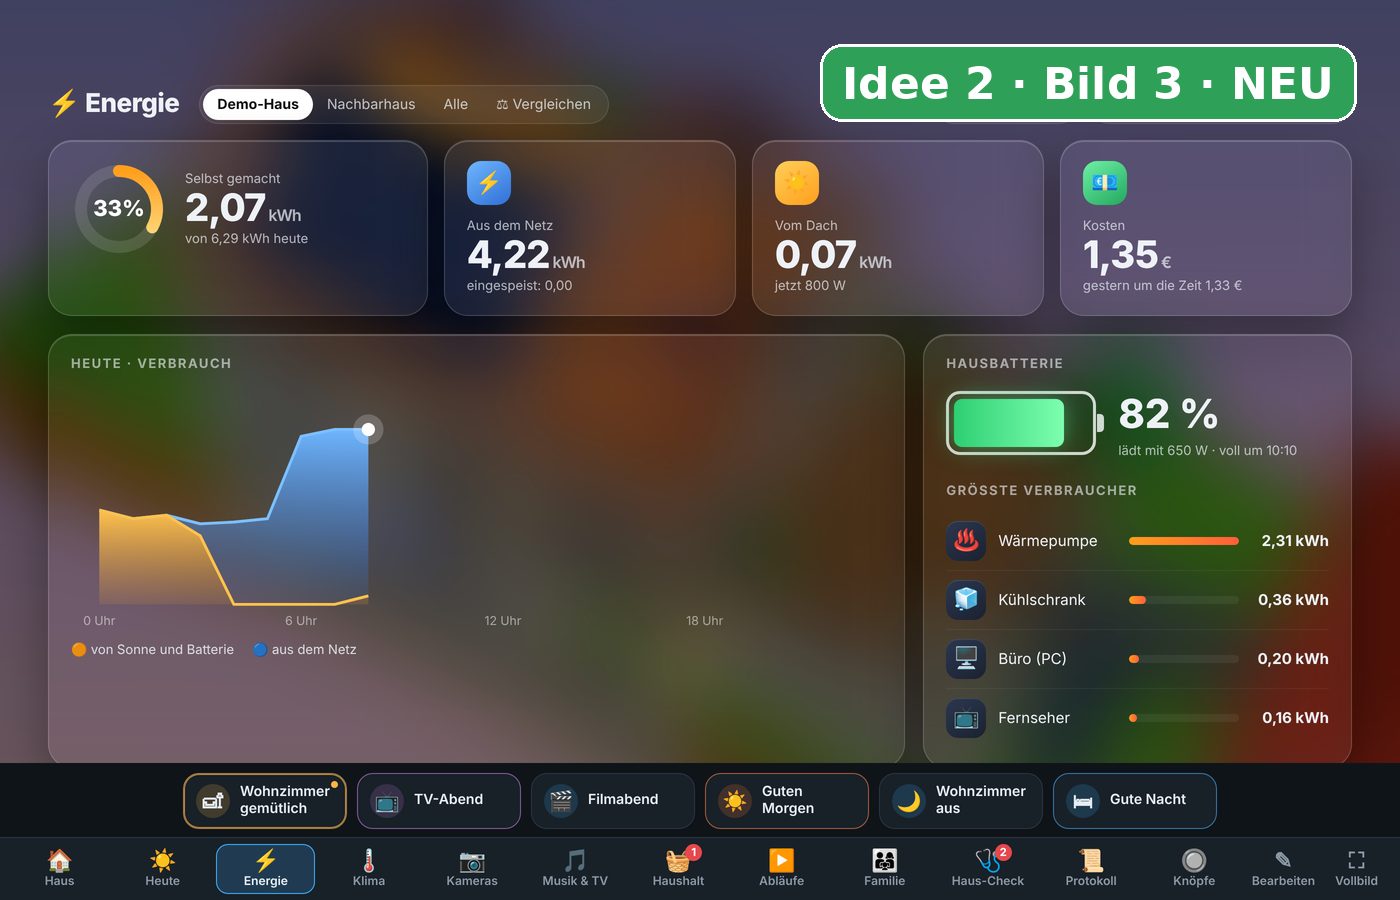 Idee 2 · Bild 3 · NEU
⚡ Energie
Demo-Haus
Nachbarhaus
Alle
⚖ Vergleichen
33%
Selbst gemacht
2,07 kWh
von 6,29 kWh heute
Aus dem Netz
4,22 kWh
eingespeist: 0,00
Vom Dach
0,07 kWh
jetzt 800 W
Kosten
1,35 €
gestern um die Zeit 1,33 €
HEUTE · VERBRAUCH
0 Uhr
6 Uhr
12 Uhr
18 Uhr
von Sonne und Batterie
aus dem Netz
HAUSBATTERIE
82 %
lädt mit 650 W · voll um 10:10
GRÖSSTE VERBRAUCHER
Wärmepumpe
2,31 kWh
Kühlschrank
0,36 kWh
Büro (PC)
0,20 kWh
Fernseher
0,16 kWh
Wohnzimmer
gemütlich
TV-Abend
Filmabend
Guten
Morgen
Wohnzimmer
aus
Gute Nacht
Haus
Heute
Energie
Klima
Kameras
Musik & TV
1
Haushalt
Abläufe
Familie
2
Haus-Check
Protokoll
Knöpfe
Bearbeiten
Vollbild